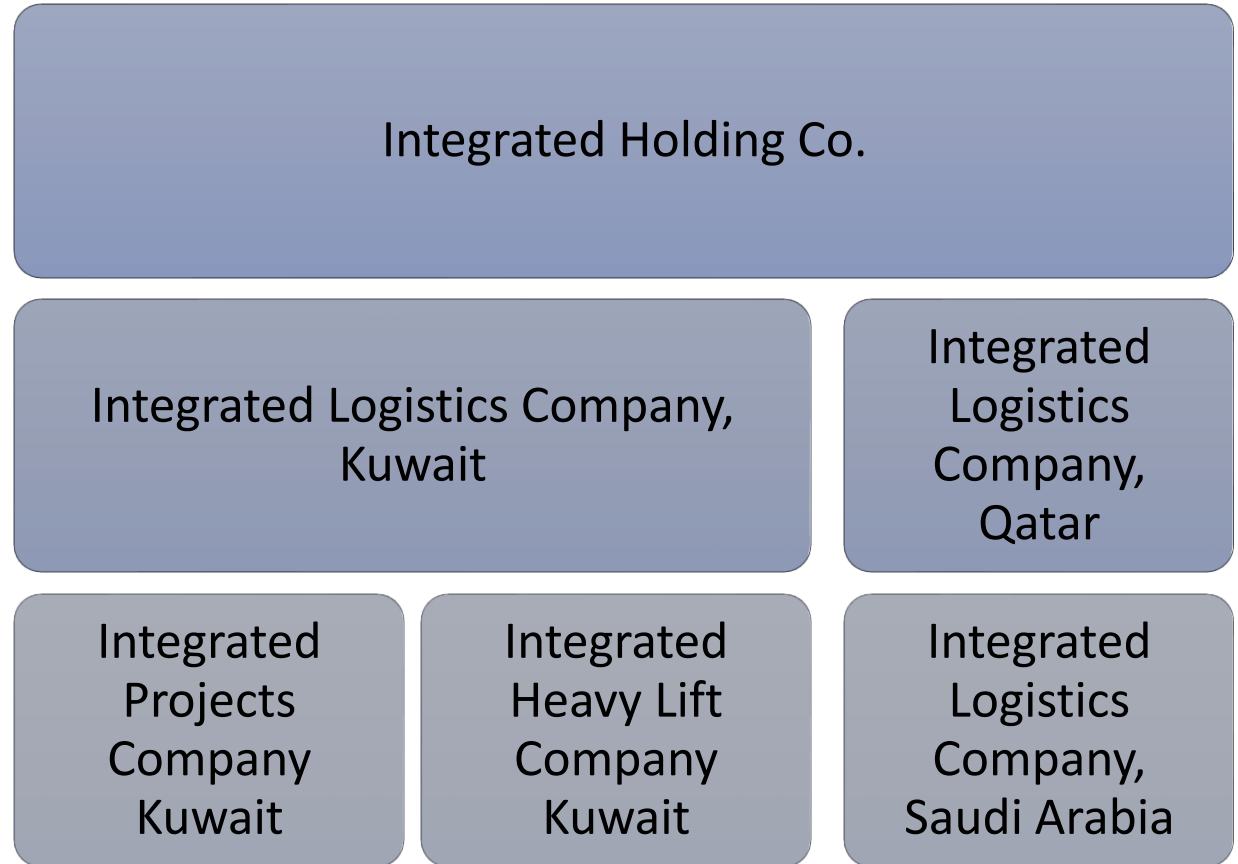 Integrated Holding Co.
Integrated Logistics Company,
Kuwait
Integrated
Logistics
Company,
Qatar
Integrated
Projects
Company
Kuwait
Integrated
Heavy Lift
Company
Kuwait
Integrated
Logistics
Company,
Saudi Arabia